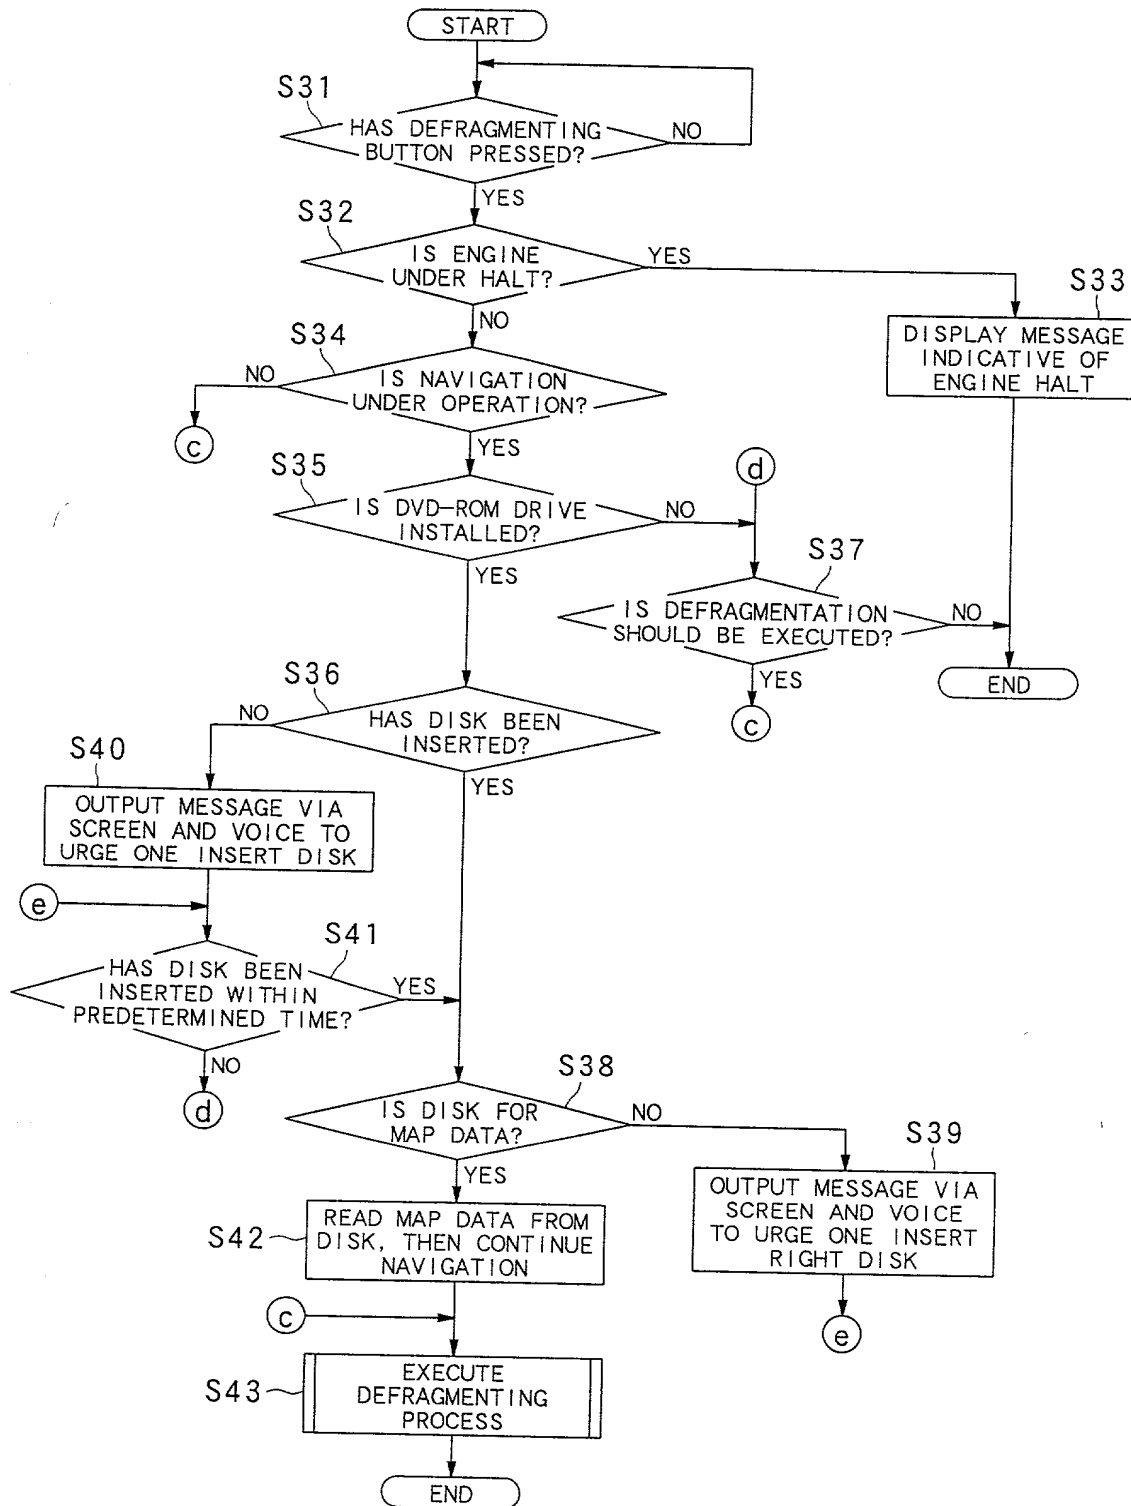 START
S31
HAS DEFRAGMENTING
BUTTON PRESSED?
NO
YES
S32
IS ENGINE
UNDER HALT?
YES
NO
S33
DISPLAY MESSAGE
INDICATIVE OF
ENGINE HALT
S34
IS NAVIGATION
UNDER OPERATION?
NO
c
YES
S35
IS DVD-ROM DRIVE
INSTALLED?
NO
d
YES
S37
IS DEFRAGMENTATION
SHOULD BE EXECUTED?
NO
YES
c
END
S36
HAS DISK BEEN
INSERTED?
NO
YES
S40
OUTPUT MESSAGE VIA
SCREEN AND VOICE TO
URGE ONE INSERT DISK
e
S41
HAS DISK BEEN
INSERTED WITHIN
PREDETERMINED TIME?
YES
NO
d
S38
IS DISK FOR
MAP DATA?
NO
YES
S39
OUTPUT MESSAGE VIA
SCREEN AND VOICE
TO URGE ONE INSERT
RIGHT DISK
e
S42
READ MAP DATA FROM
DISK, THEN CONTINUE
NAVIGATION
c
S43
EXECUTE
DEFRAGMENTING
PROCESS
END